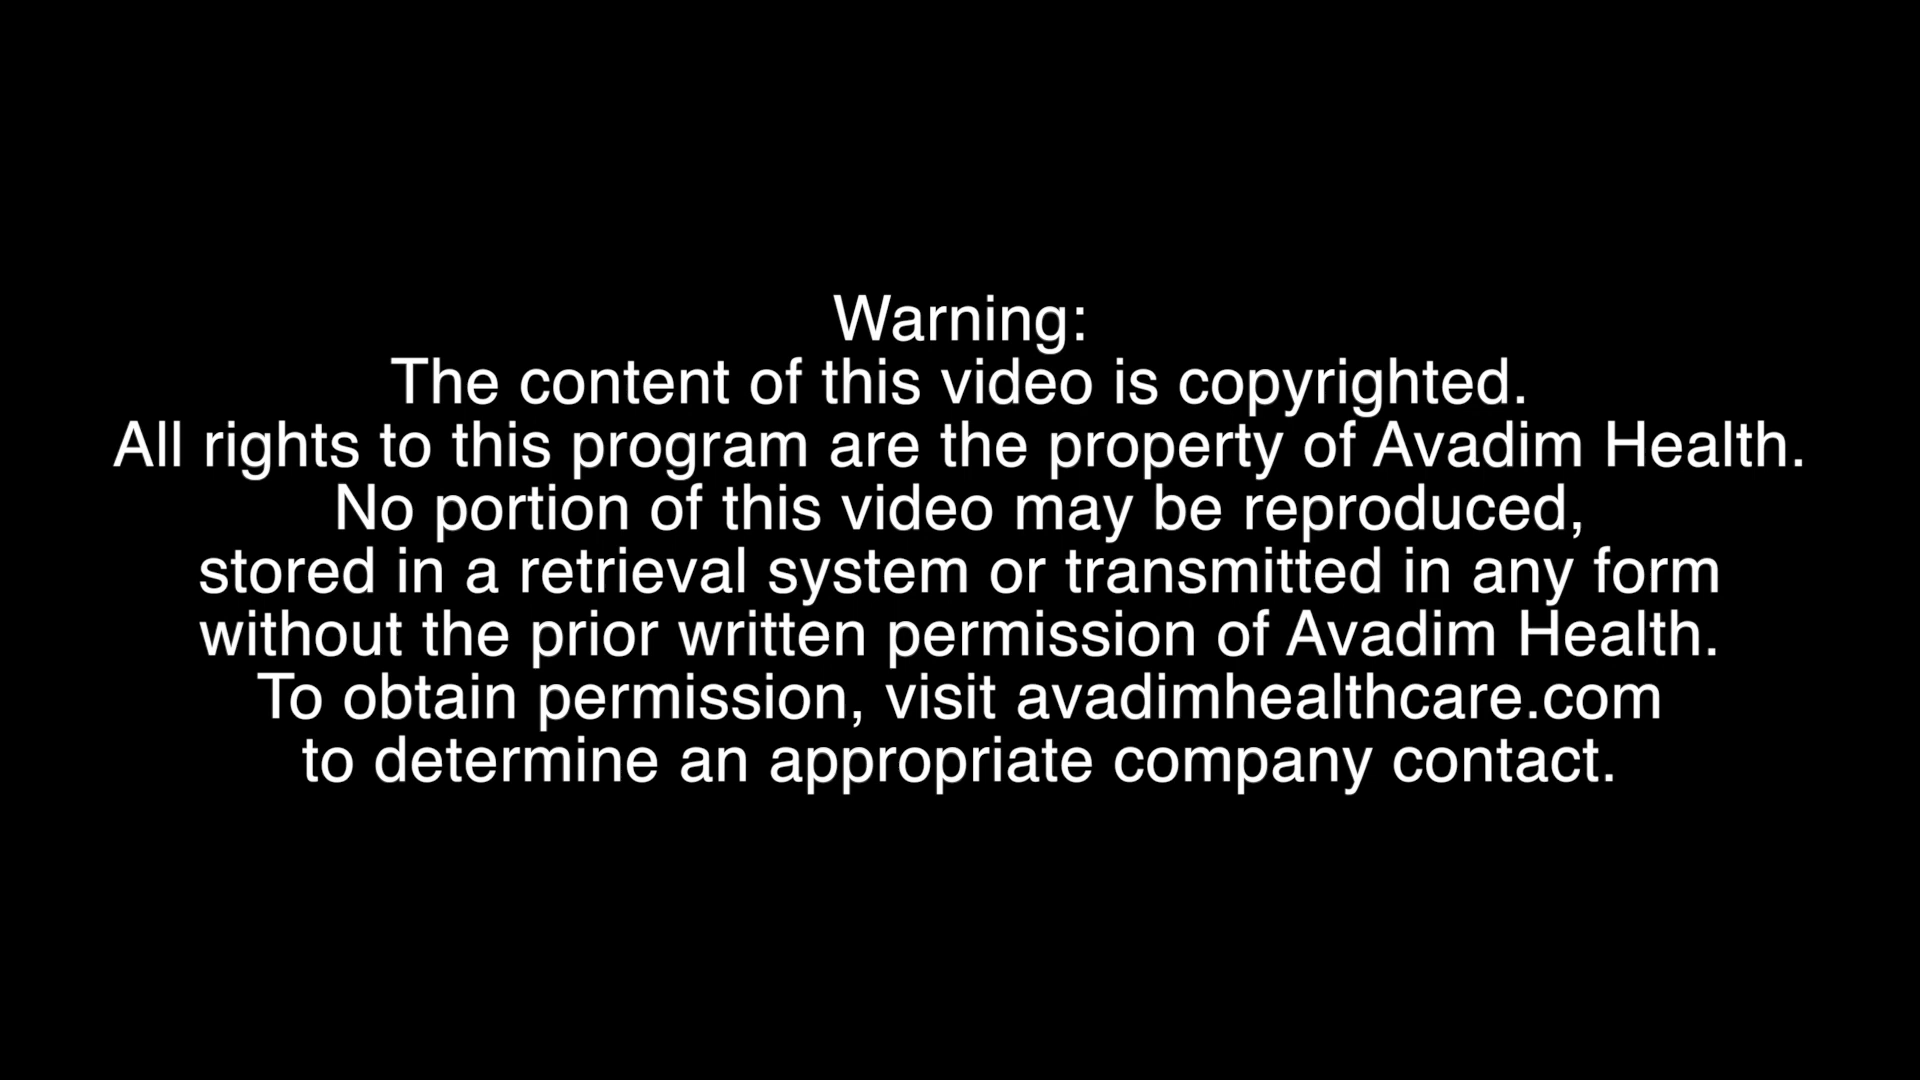 Warning:
The content of this video is copyrighted.
All rights to this program are the property of Avadim Health.
No portion of this video may be reproduced,
stored in a retrieval system or transmitted in any form
without the prior written permission of Avadim Health.
To obtain permission, visit avadimhealthcare.com
to determine an appropriate company contact.